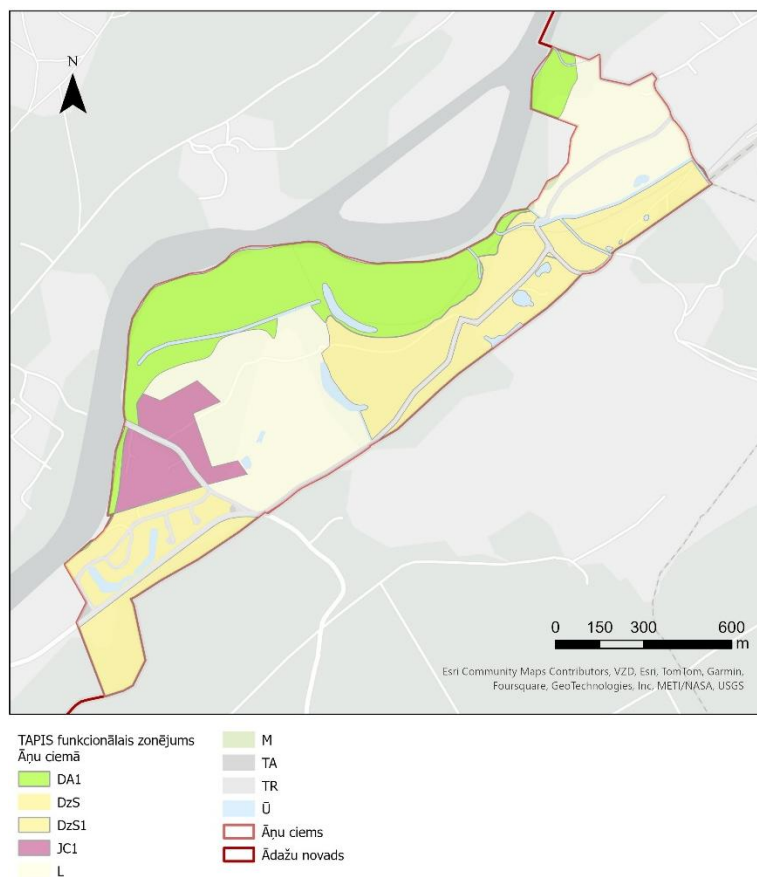 N
0 150 300 600
m
Esri Community Maps Contributors, VZD, Esri, TomTom, Garmin,
Foursquare, GeoTechnologies, Inc. METI/NASA, USGS
TAPIS funkcionālais zonējums
Āņu ciemā
DA1
DzS
DzS1
JC1
L
M
TA
TR
Ū
Āņu ciems
Ādažu novads